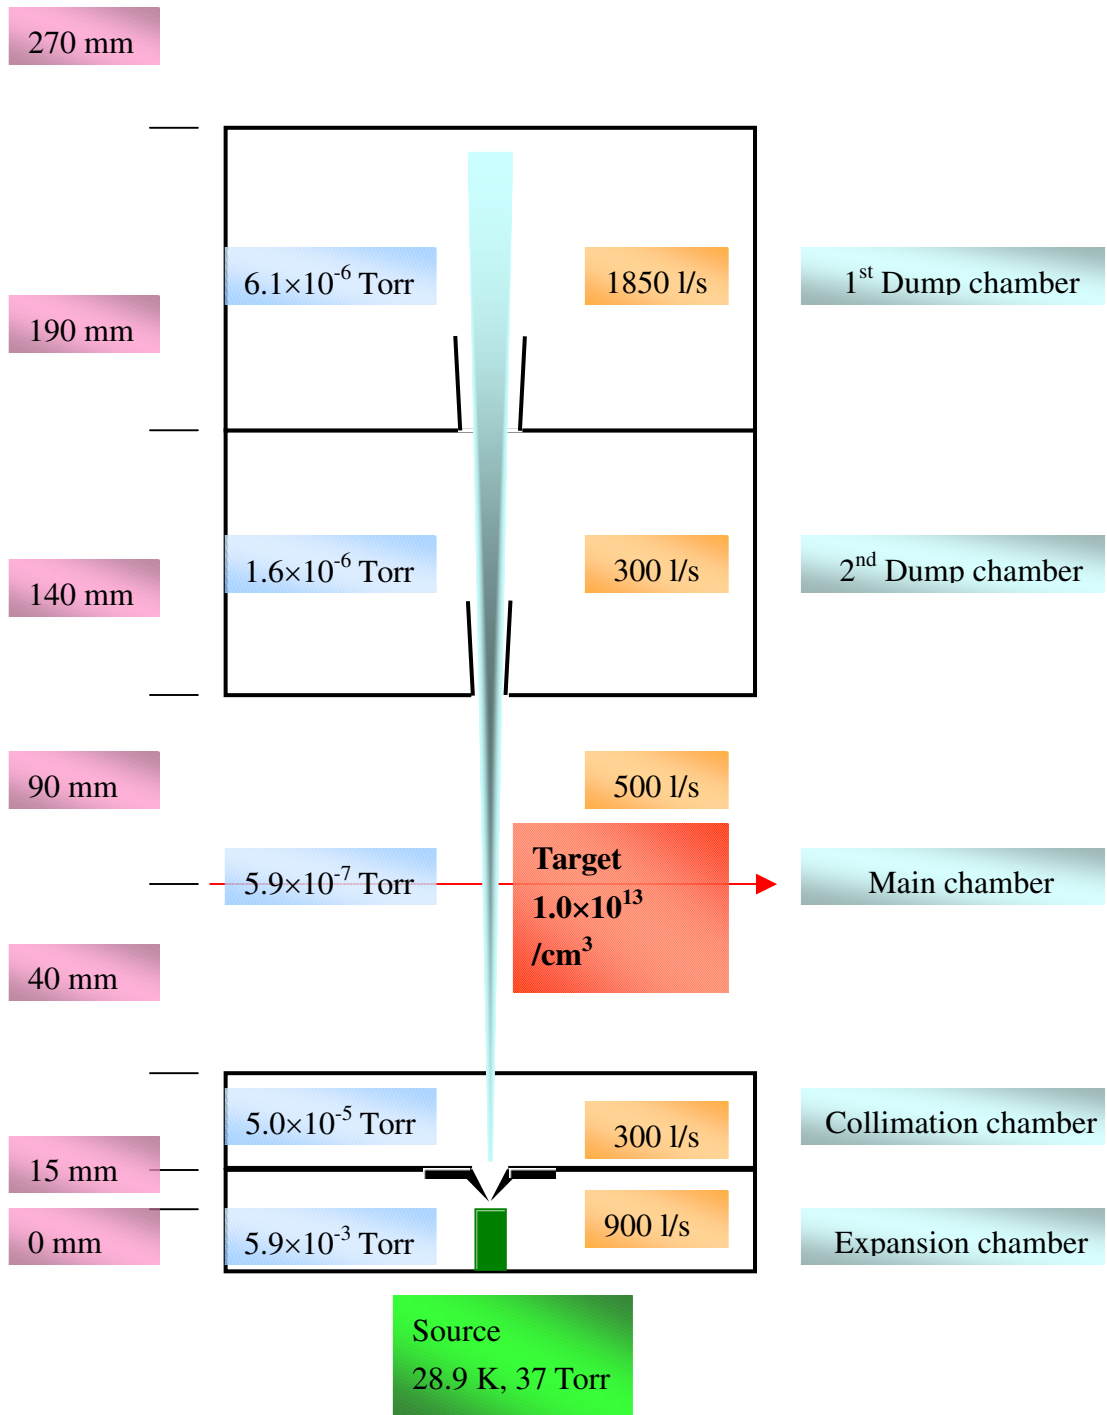 270 mm
6.1×10⁻⁶ Torr
1850 l/s
1ˢᵗ Dump chamber
190 mm
1.6×10⁻⁶ Torr
300 l/s
2ⁿᵈ Dump chamber
140 mm
90 mm
500 l/s
Target
1.0×10¹³
/cm³
5.9×10⁻⁷ Torr
Main chamber
40 mm
5.0×10⁻⁵ Torr
300 l/s
Collimation chamber
15 mm
0 mm
5.9×10⁻³ Torr
900 l/s
Expansion chamber
Source
28.9 K, 37 Torr